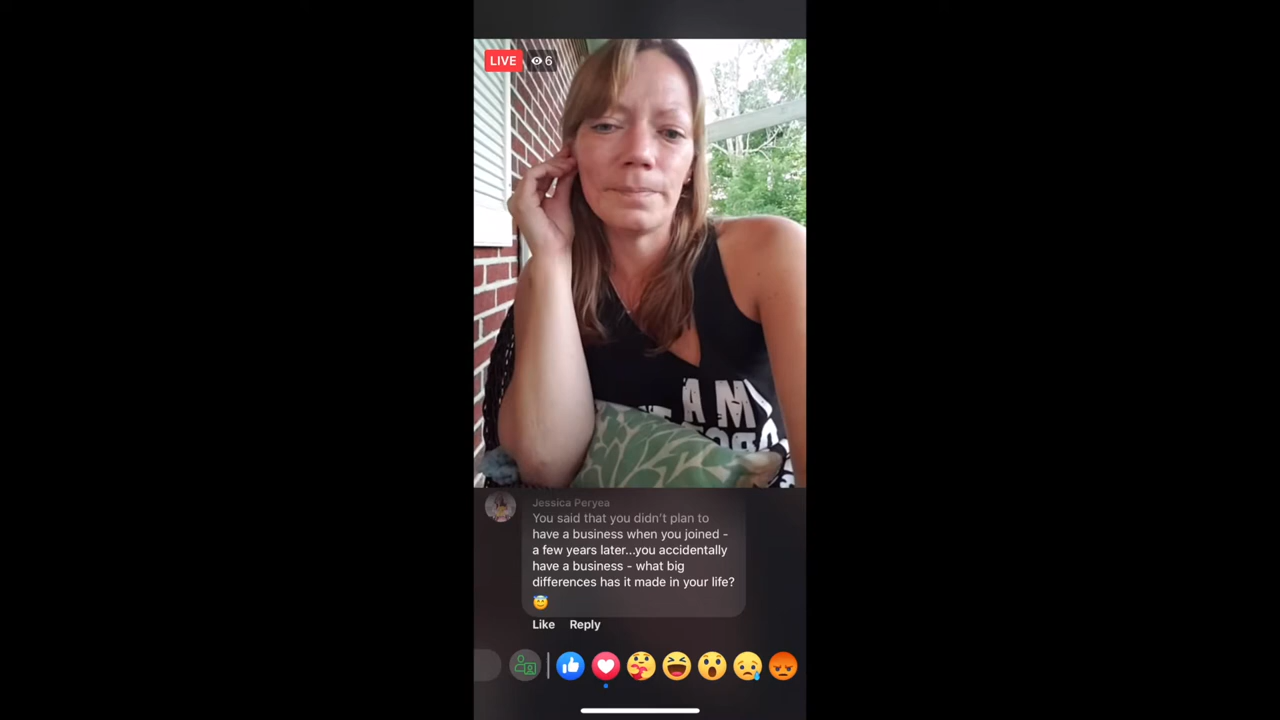 LIVE 6
AM
Jessica Peryea
You said that you didn't plan to
have a business when you joined -
a few years later...you accidentally
have a business - what big
differences has it made in your life?
😇
Like Reply